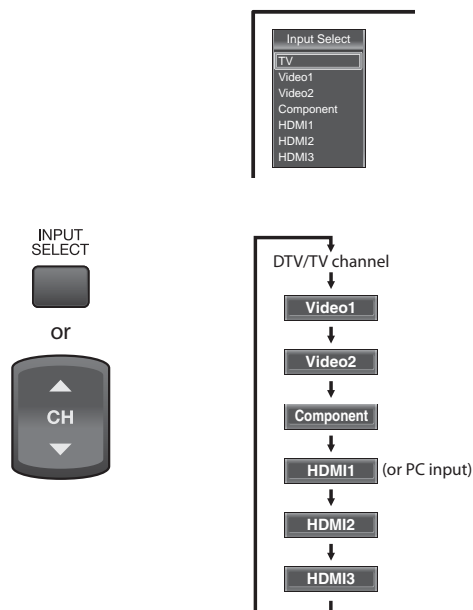 Input Select
TV
Video1
Video2
Component
HDMI1
HDMI2
HDMI3
INPUT
SELECT
or
CH
DTV/TV channel
Video1
Video2
Component
HDMI1 (or PC input)
HDMI2
HDMI3